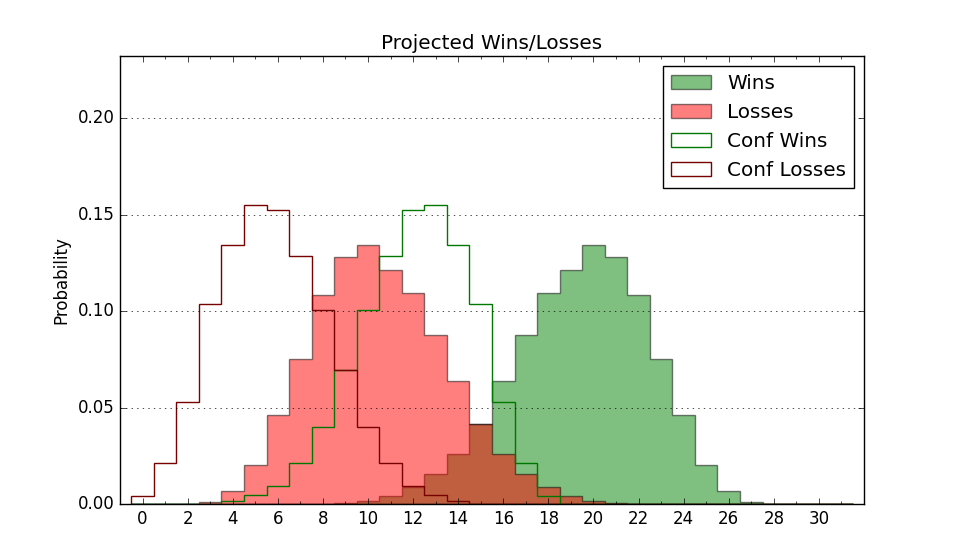 Projected Wins/Losses
Wins
Losses
Conf Wins
Conf Losses
Probability
0.20
0.15
0.10
0.05
0.00
0 2 4 6 8 10 12 14 16 18 20 22 24 26 28 30